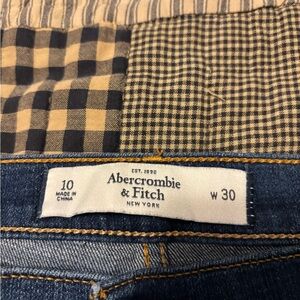 EST. 1892
Abercrombie
& Fitch
NEW YORK
10
MADE IN
CHINA
W 30